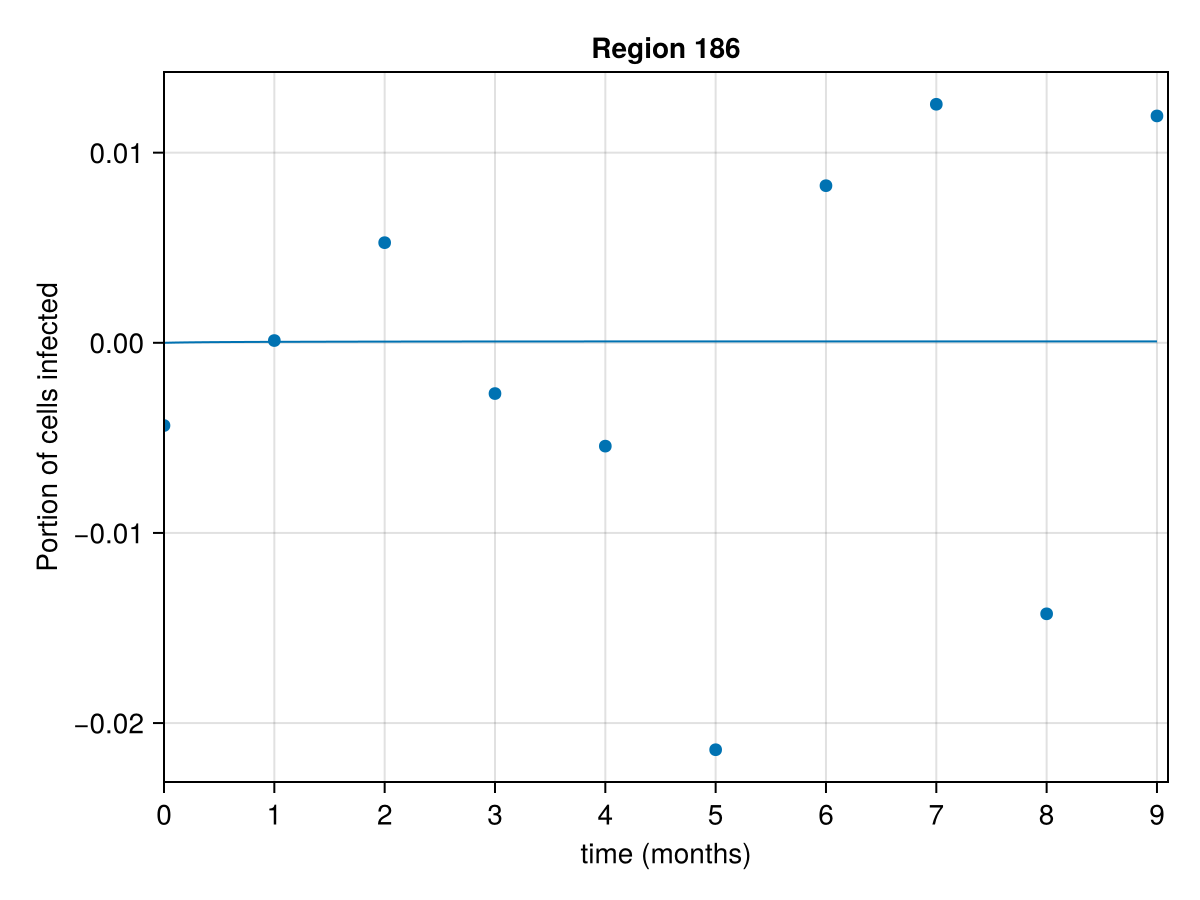 Region 186
Portion of cells infected
0.01
0.00
−0.01
−0.02
0 1 2 3 4 5 6 7 8 9
time (months)